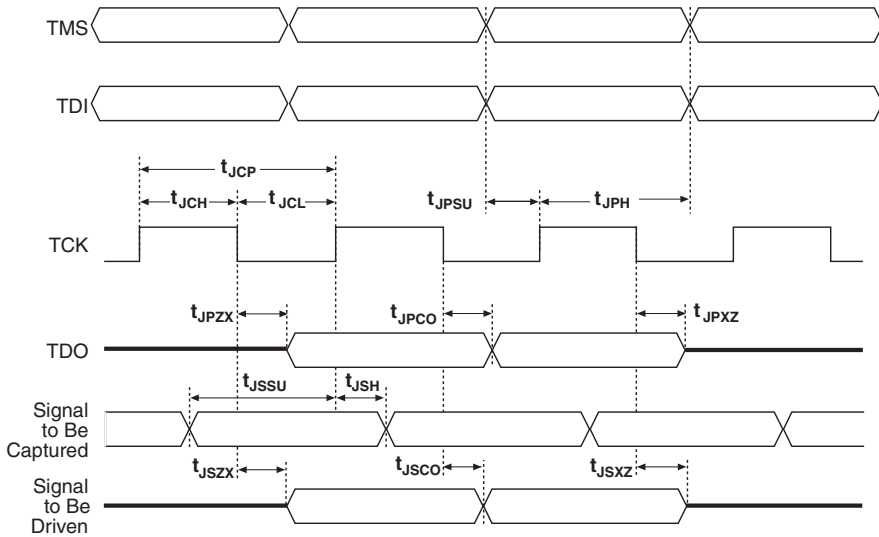 TMS
TDI
tJCP
tJCH tJCL tJPSU tJPH
TCK
tJPZX tJPCO tJPXZ
TDO
tJSSU tJSH
Signal
to Be
Captured
tJSZX tJSCO tJSXZ
Signal
to Be
Driven